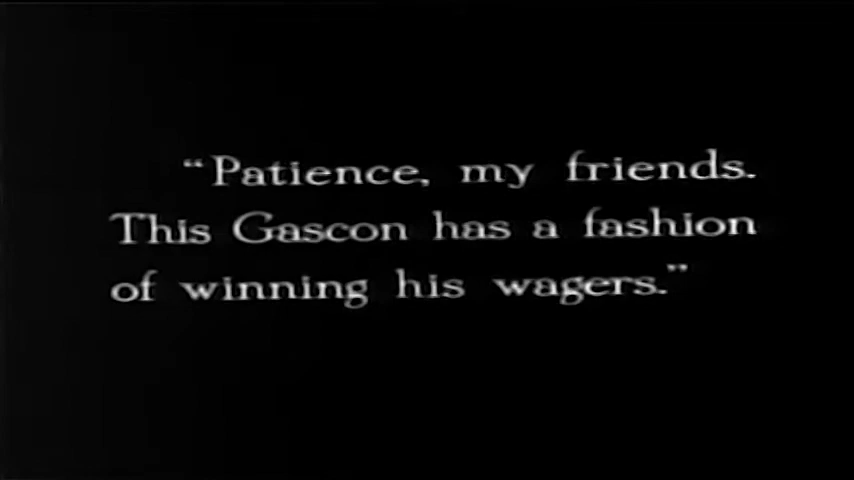 “Patience, my friends.
This Gascon has a fashion
of winning his wagers.”